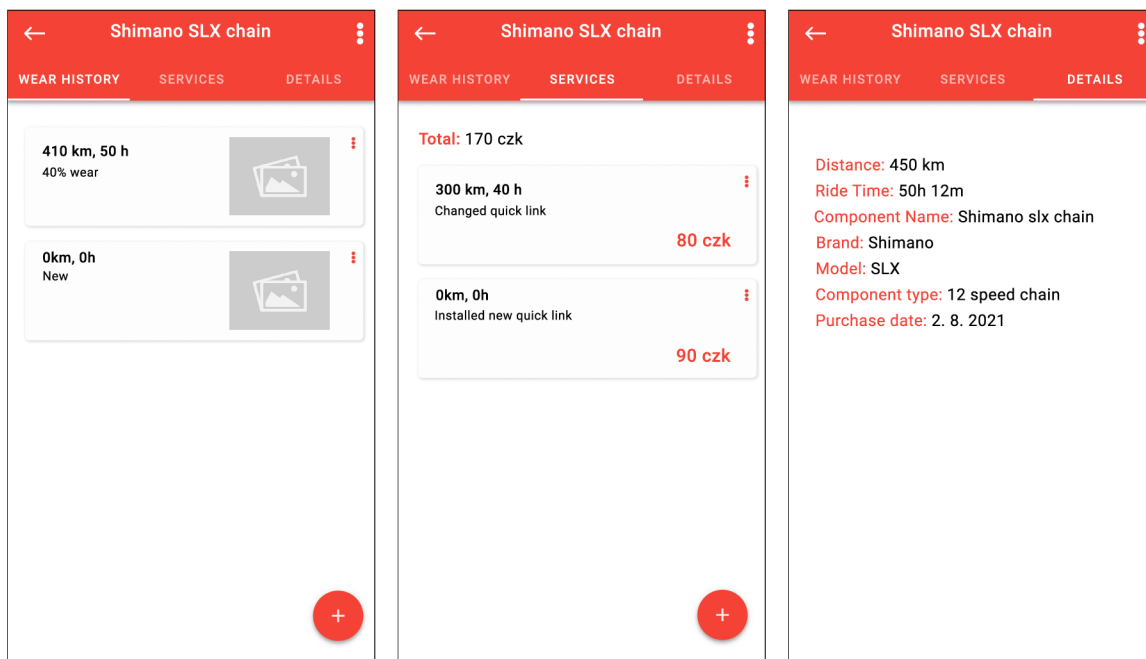 Shimano SLX chain
WEAR HISTORY SERVICES DETAILS
410 km, 50 h
40% wear
0km, 0h
New
+
Shimano SLX chain
WEAR HISTORY SERVICES DETAILS
Total: 170 czk
300 km, 40 h
Changed quick link
80 czk
0km, 0h
Installed new quick link
90 czk
+
Shimano SLX chain
WEAR HISTORY SERVICES DETAILS
Distance: 450 km
Ride Time: 50h 12m
Component Name: Shimano slx chain
Brand: Shimano
Model: SLX
Component type: 12 speed chain
Purchase date: 2. 8. 2021